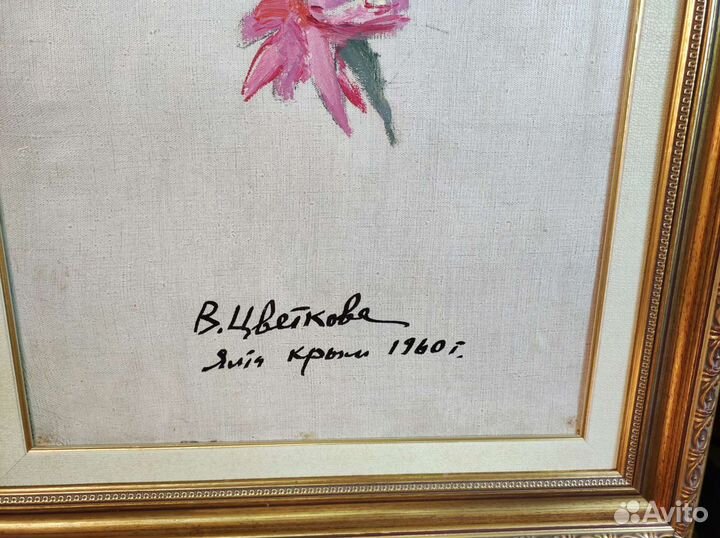 В. Цветкова
Ялта Крым 1960 г.
Avito